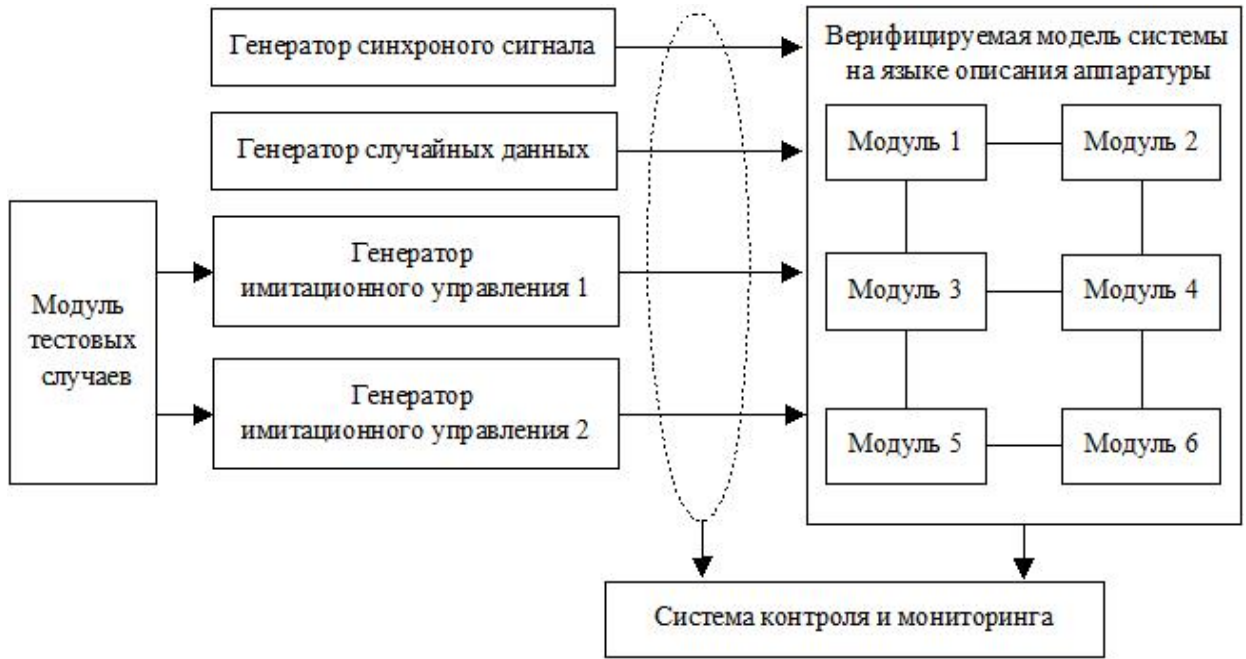 Генератор синхроного сигнала
Верифицируемая модель системы
на языке описания аппаратуры
Генератор случайных данных
Модуль 1
Модуль 2
Модуль
тестовых
случаев
Генератор
имитационного управления 1
Модуль 3
Модуль 4
Генератор
имитационного управления 2
Модуль 5
Модуль 6
Система контроля и мониторинга